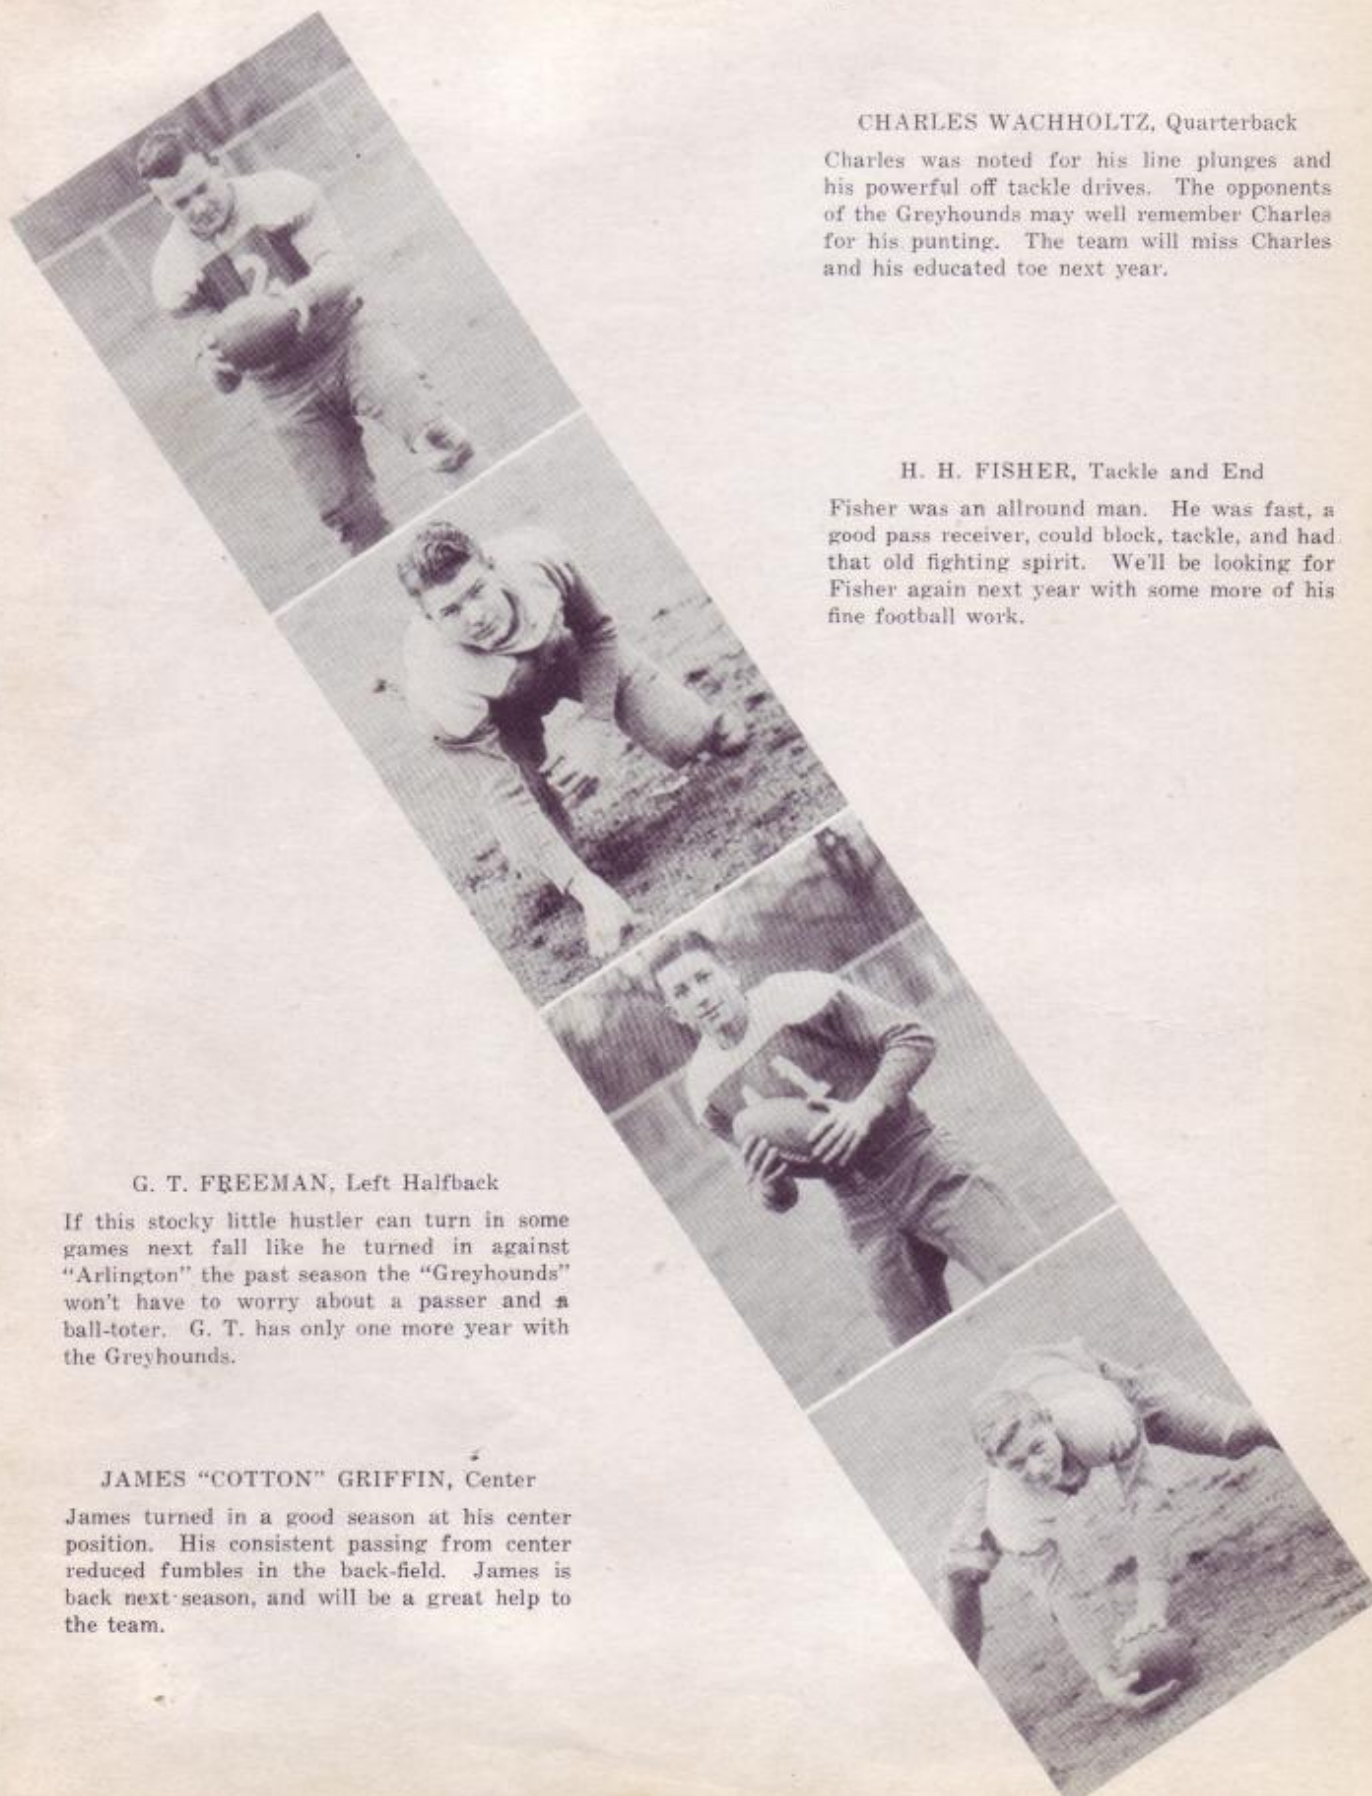 CHARLES WACHHOLTZ, Quarterback
Charles was noted for his line plunges and
his powerful off tackle drives. The opponents
of the Greyhounds may well remember Charles
for his punting. The team will miss Charles
and his educated toe next year.
H. H. FISHER, Tackle and End
Fisher was an allround man. He was fast, a
good pass receiver, could block, tackle, and had
that old fighting spirit. We'll be looking for
Fisher again next year with some more of his
fine football work.
G. T. FREEMAN, Left Halfback
If this stocky little hustler can turn in some
games next fall like he turned in against
"Arlington" the past season the "Greyhounds"
won't have to worry about a passer and a
ball-toter. G. T. has only one more year with
the Greyhounds.
JAMES "COTTON" GRIFFIN, Center
James turned in a good season at his center
position. His consistent passing from center
reduced fumbles in the back-field. James is
back next season, and will be a great help to
the team.